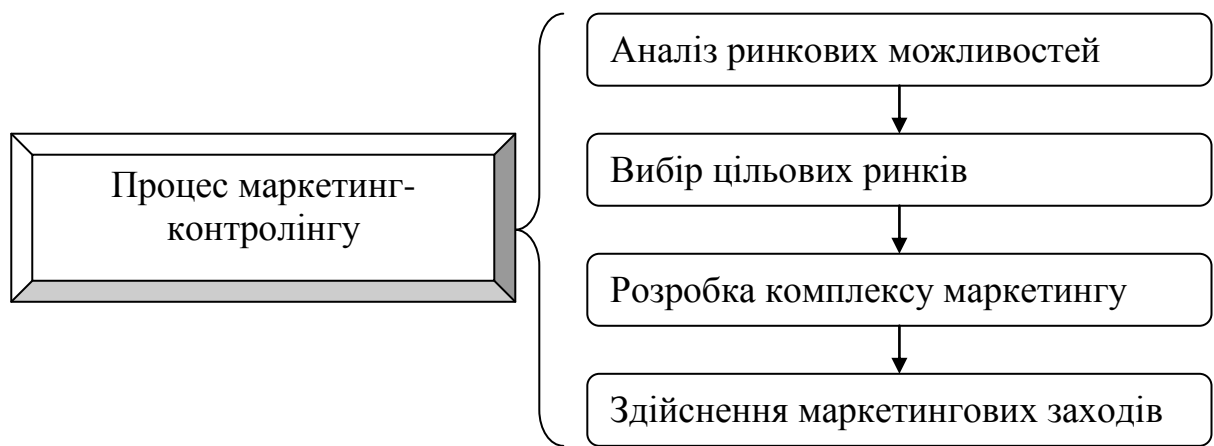 Процес маркетинг-
контролінгу
Аналіз ринкових можливостей
Вибір цільових ринків
Розробка комплексу маркетингу
Здійснення маркетингових заходів